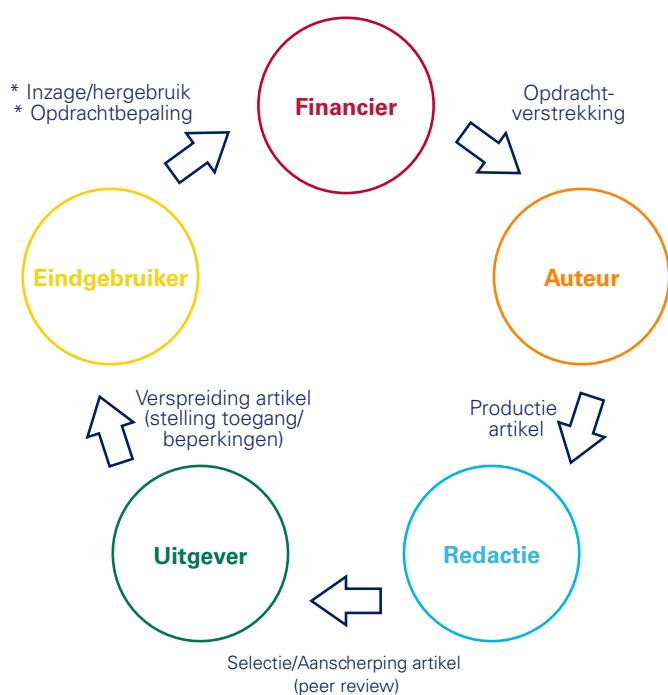 Financier
Opdracht-
verstrekking
Auteur
Productie
artikel
Redactie
Selectie/Aanscherping artikel
(peer review)
Uitgever
Verspreiding artikel
(stelling toegang/
beperkingen)
Eindgebruiker
* Inzage/hergebruik
* Opdrachtbepaling